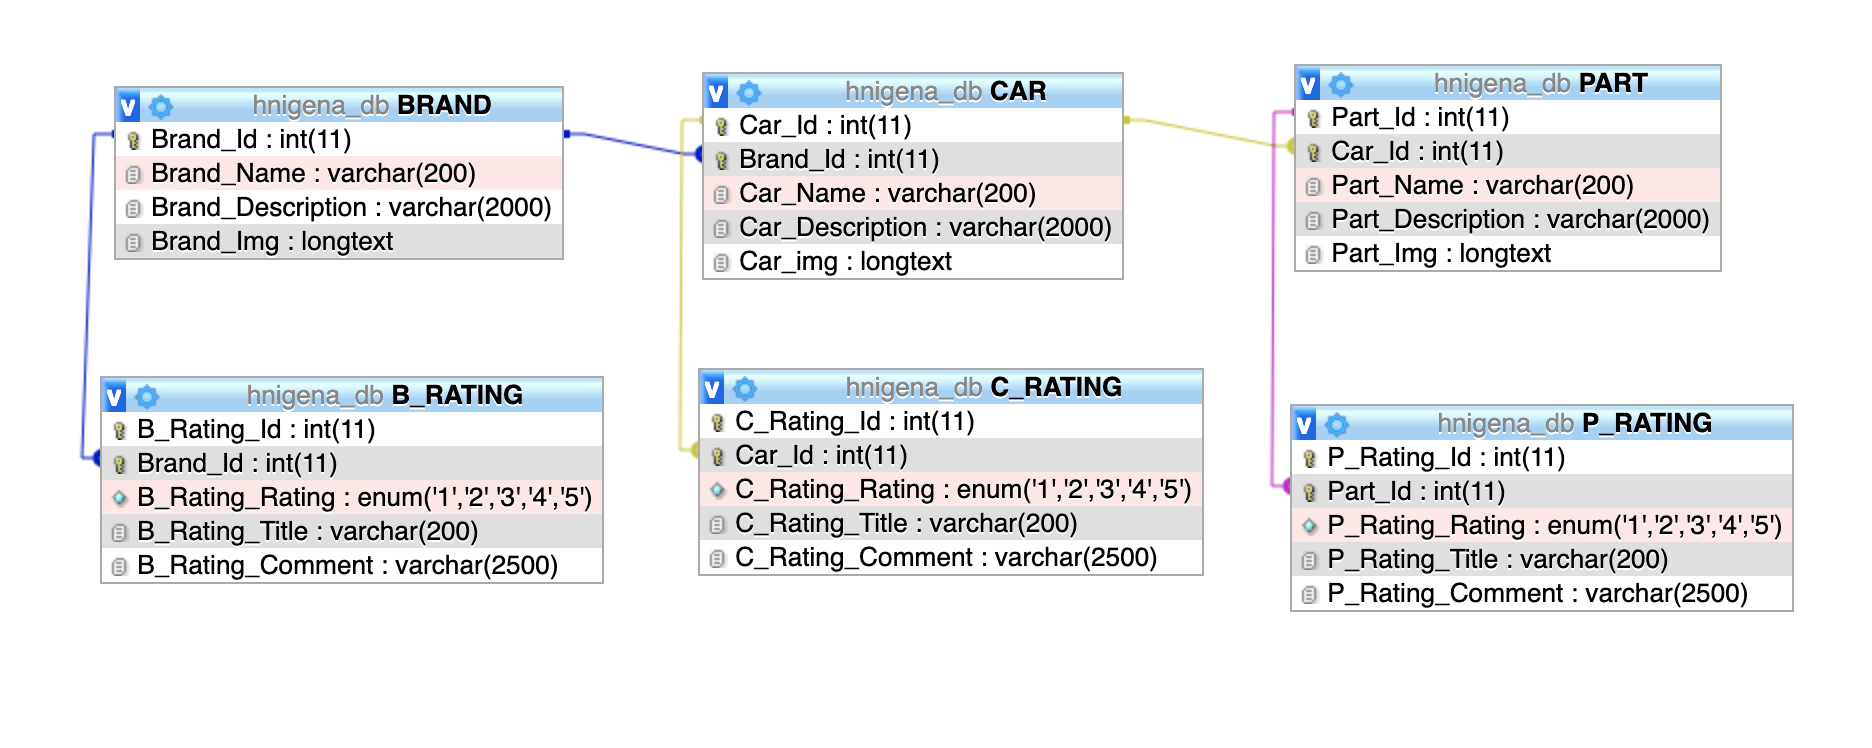 hnigena_db BRAND
Brand_Id : int(11)
Brand_Name : varchar(200)
Brand_Description : varchar(2000)
Brand_Img : longtext
hnigena_db CAR
Car_Id : int(11)
Brand_Id : int(11)
Car_Name : varchar(200)
Car_Description : varchar(2000)
Car_img : longtext
hnigena_db PART
Part_Id : int(11)
Car_Id : int(11)
Part_Name : varchar(200)
Part_Description : varchar(2000)
Part_Img : longtext
hnigena_db B_RATING
B_Rating_Id : int(11)
Brand_Id : int(11)
B_Rating_Rating : enum('1','2','3','4','5')
B_Rating_Title : varchar(200)
B_Rating_Comment : varchar(2500)
hnigena_db C_RATING
C_Rating_Id : int(11)
Car_Id : int(11)
C_Rating_Rating : enum('1','2','3','4','5')
C_Rating_Title : varchar(200)
C_Rating_Comment : varchar(2500)
hnigena_db P_RATING
P_Rating_Id : int(11)
Part_Id : int(11)
P_Rating_Rating : enum('1','2','3','4','5')
P_Rating_Title : varchar(200)
P_Rating_Comment : varchar(2500)